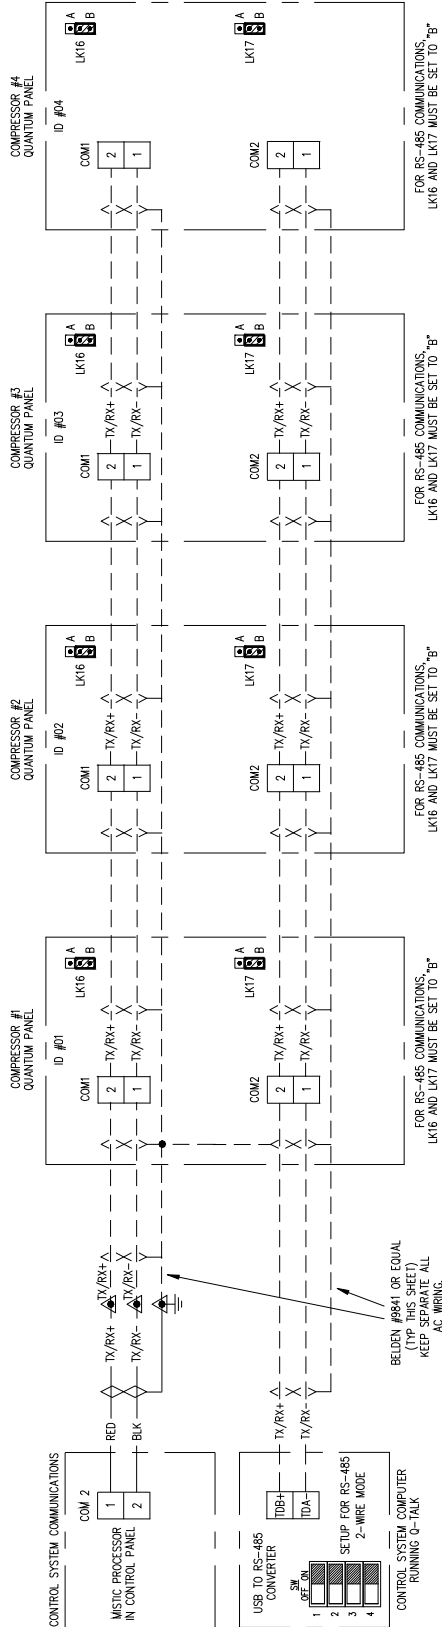 CONTROL SYSTEM COMMUNICATIONS
COM 2
1
2
MISTIC PROCESSOR
IN CONTROL PANEL
RED
BLK
TX/RX+
TX/RX-
TX/RX+
TX/RX-
USB TO RS-485
CONVERTER
TDB+
TDA-
TX/RX+
TX/RX-
SW
OFF ON
1
2
3
4
SETUP FOR RS-485
2-WIRE MODE
CONTROL SYSTEM COMPUTER
RUNNING Q-TALK
BELDEN #9841 OR EQUAL
(TYP THIS SHEET)
KEEP SEPARATE ALL
AC WIRING.
COMPRESSOR #1
QUANTUM PANEL
ID #01
COM1
2
1
TX/RX+
TX/RX-
LK16
A
B
COM2
2
1
TX/RX+
TX/RX-
LK17
A
B
FOR RS-485 COMMUNICATIONS,
LK16 AND LK17 MUST BE SET TO "B"
COMPRESSOR #2
QUANTUM PANEL
ID #02
COM1
2
1
TX/RX+
TX/RX-
LK16
A
B
COM2
2
1
TX/RX+
TX/RX-
LK17
A
B
FOR RS-485 COMMUNICATIONS,
LK16 AND LK17 MUST BE SET TO "B"
COMPRESSOR #3
QUANTUM PANEL
ID #03
COM1
2
1
TX/RX+
TX/RX-
LK16
A
B
COM2
2
1
TX/RX+
TX/RX-
LK17
A
B
FOR RS-485 COMMUNICATIONS,
LK16 AND LK17 MUST BE SET TO "B"
COMPRESSOR #4
QUANTUM PANEL
ID #04
COM1
2
1
LK16
A
B
COM2
2
1
LK17
A
B
FOR RS-485 COMMUNICATIONS,
LK16 AND LK17 MUST BE SET TO "B"